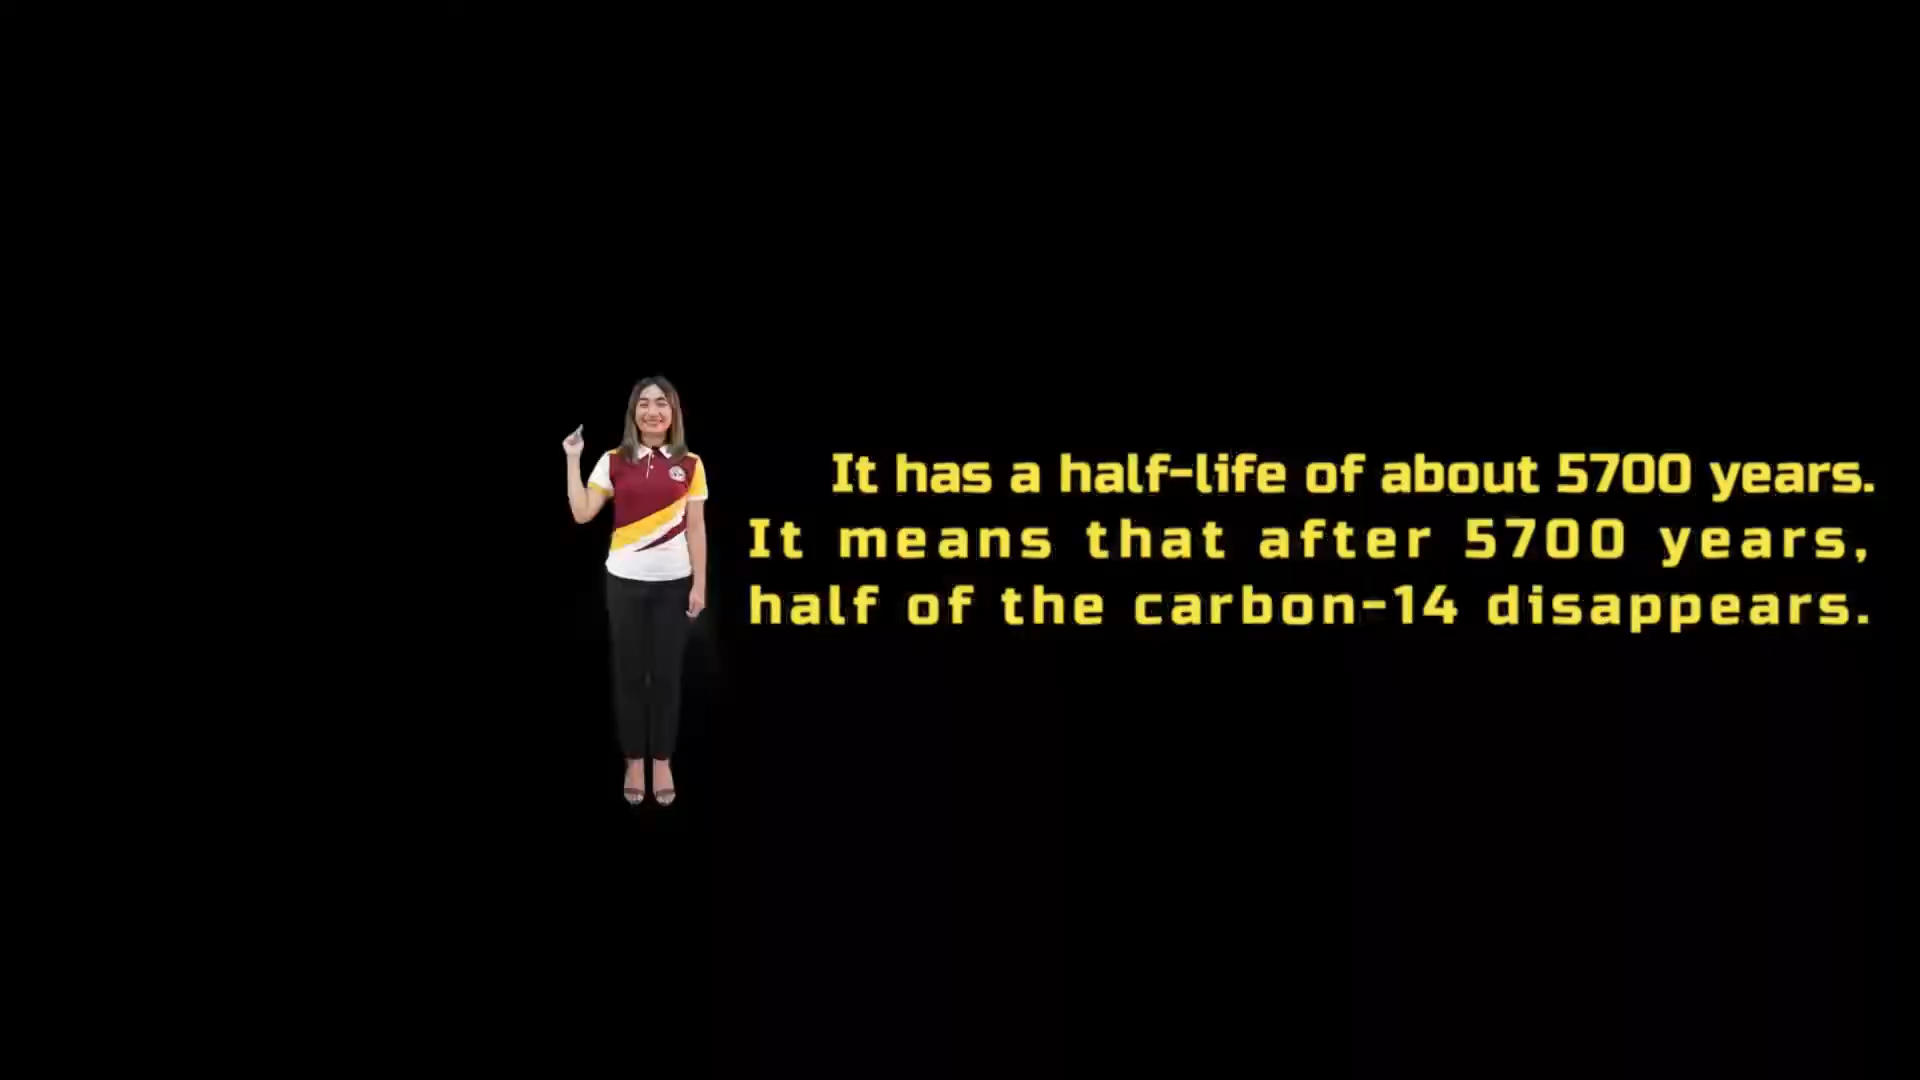 It has a half-life of about 5700 years.
It means that after 5700 years,
half of the carbon-14 disappears.